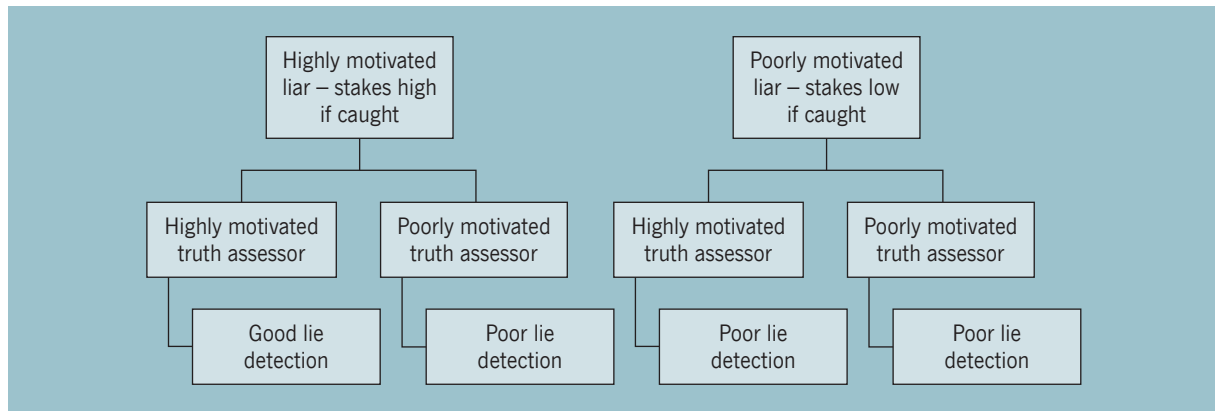 Highly motivated
liar – stakes high
if caught
Poorly motivated
liar – stakes low
if caught
Highly motivated
truth assessor
Poorly motivated
truth assessor
Highly motivated
truth assessor
Poorly motivated
truth assessor
Good lie
detection
Poor lie
detection
Poor lie
detection
Poor lie
detection